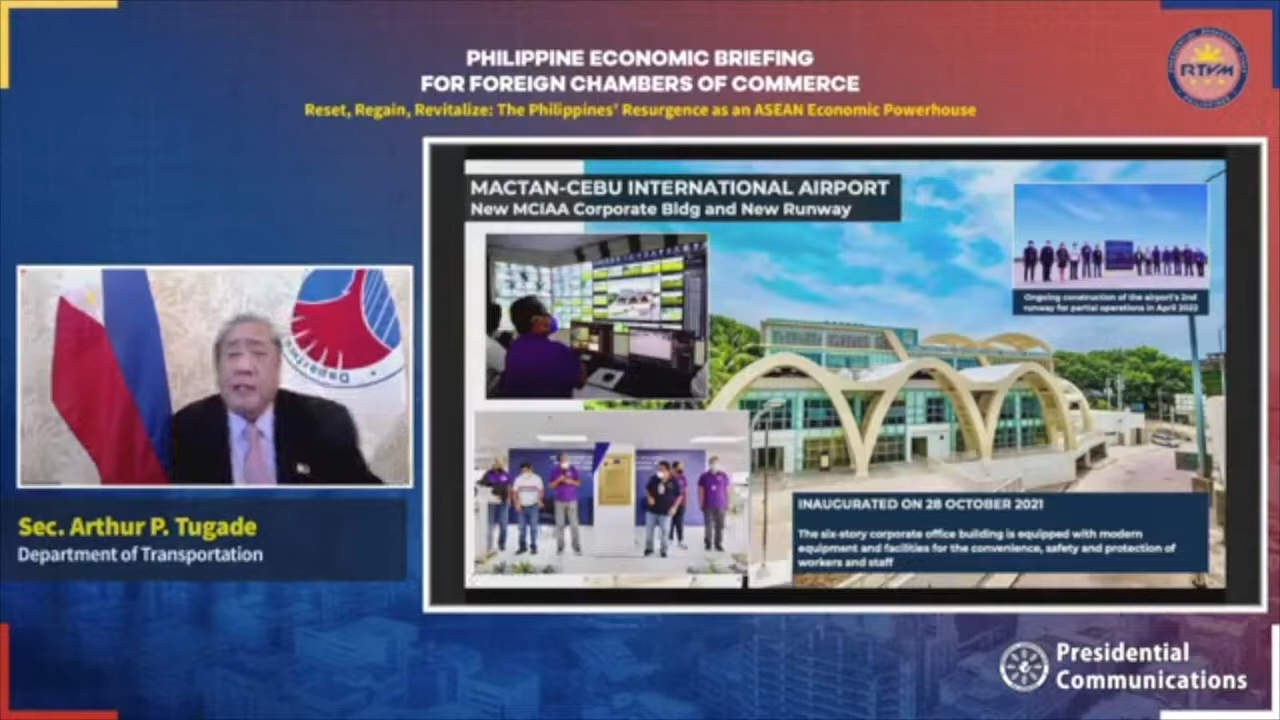 PHILIPPINE ECONOMIC BRIEFING
FOR FOREIGN CHAMBERS OF COMMERCE
Reset, Regain, Revitalize: The Philippines' Resurgence as an ASEAN Economic Powerhouse
RTVM
MACTAN-CEBU INTERNATIONAL AIRPORT
New MCIAA Corporate Bldg and New Runway
Ongoing construction of the airport's 2nd
runway for partial operations in April 2022
INAUGURATED ON 28 OCTOBER 2021
The six-story corporate office building is equipped with modern
equipment and facilities for the convenience, safety and protection of
workers and staff
Sec. Arthur P. Tugade
Department of Transportation
Presidential
Communications